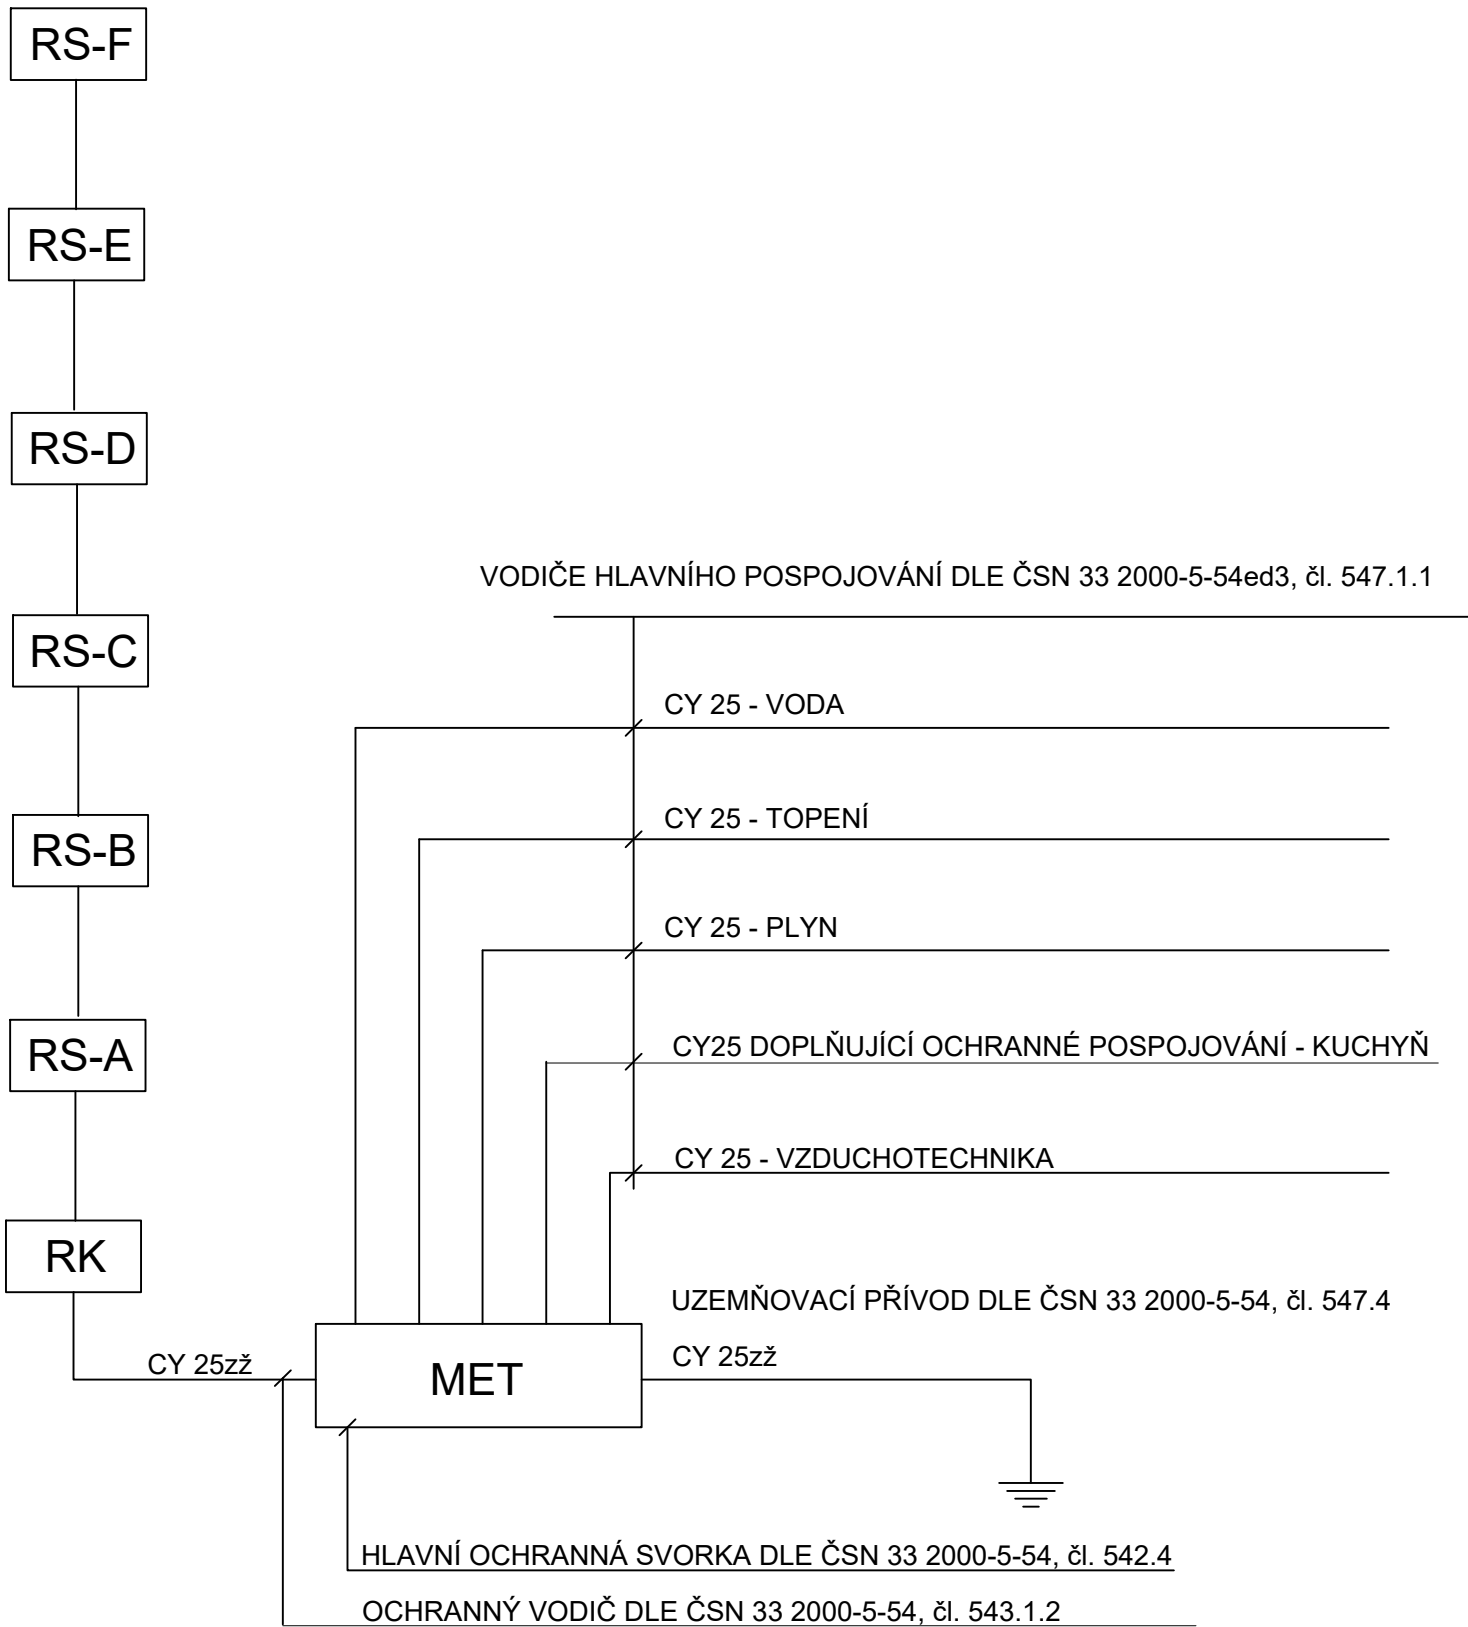 RS-F
RS-E
RS-D
RS-C
RS-B
RS-A
RK
VODIČE HLAVNÍHO POSPOJOVÁNÍ DLE ČSN 33 2000-5-54ed3, čl. 547.1.1
CY 25 - VODA
CY 25 - TOPENÍ
CY 25 - PLYN
CY25 DOPLŇUJÍCÍ OCHRANNÉ POSPOJOVÁNÍ - KUCHYŇ
CY 25 - VZDUCHOTECHNIKA
UZEMŇOVACÍ PŘÍVOD DLE ČSN 33 2000-5-54, čl. 547.4
CY 25zž
CY 25zž
MET
HLAVNÍ OCHRANNÁ SVORKA DLE ČSN 33 2000-5-54, čl. 542.4
OCHRANNÝ VODIČ DLE ČSN 33 2000-5-54, čl. 543.1.2